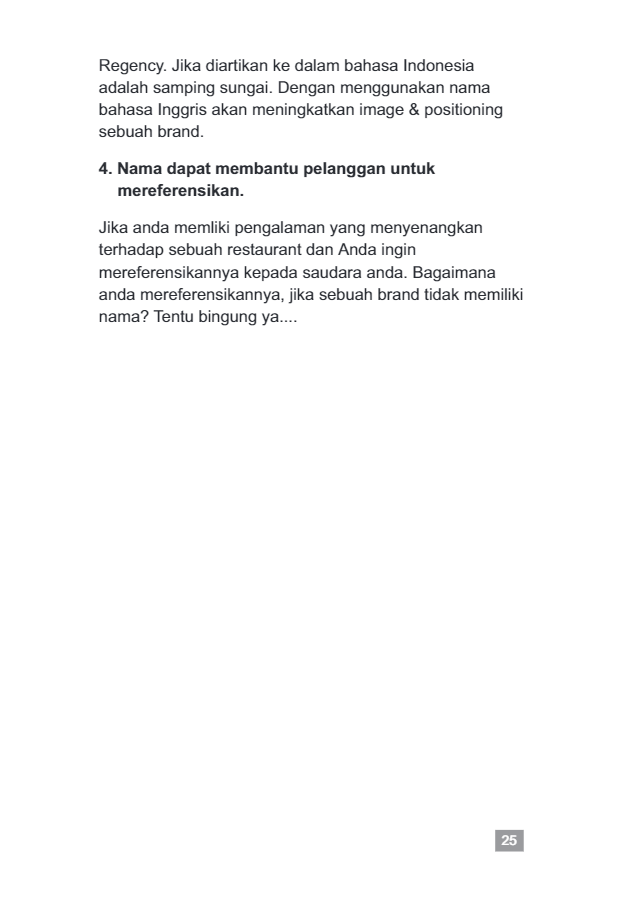 Regency. Jika diartikan ke dalam bahasa Indonesia
adalah samping sungai. Dengan menggunakan nama
bahasa Inggris akan meningkatkan image & positioning
sebuah brand.
4. Nama dapat membantu pelanggan untuk
mereferensikan.
Jika anda memliki pengalaman yang menyenangkan
terhadap sebuah restaurant dan Anda ingin
mereferensikannya kepada saudara anda. Bagaimana
anda mereferensikannya, jika sebuah brand tidak memiliki
nama? Tentu bingung ya....
25